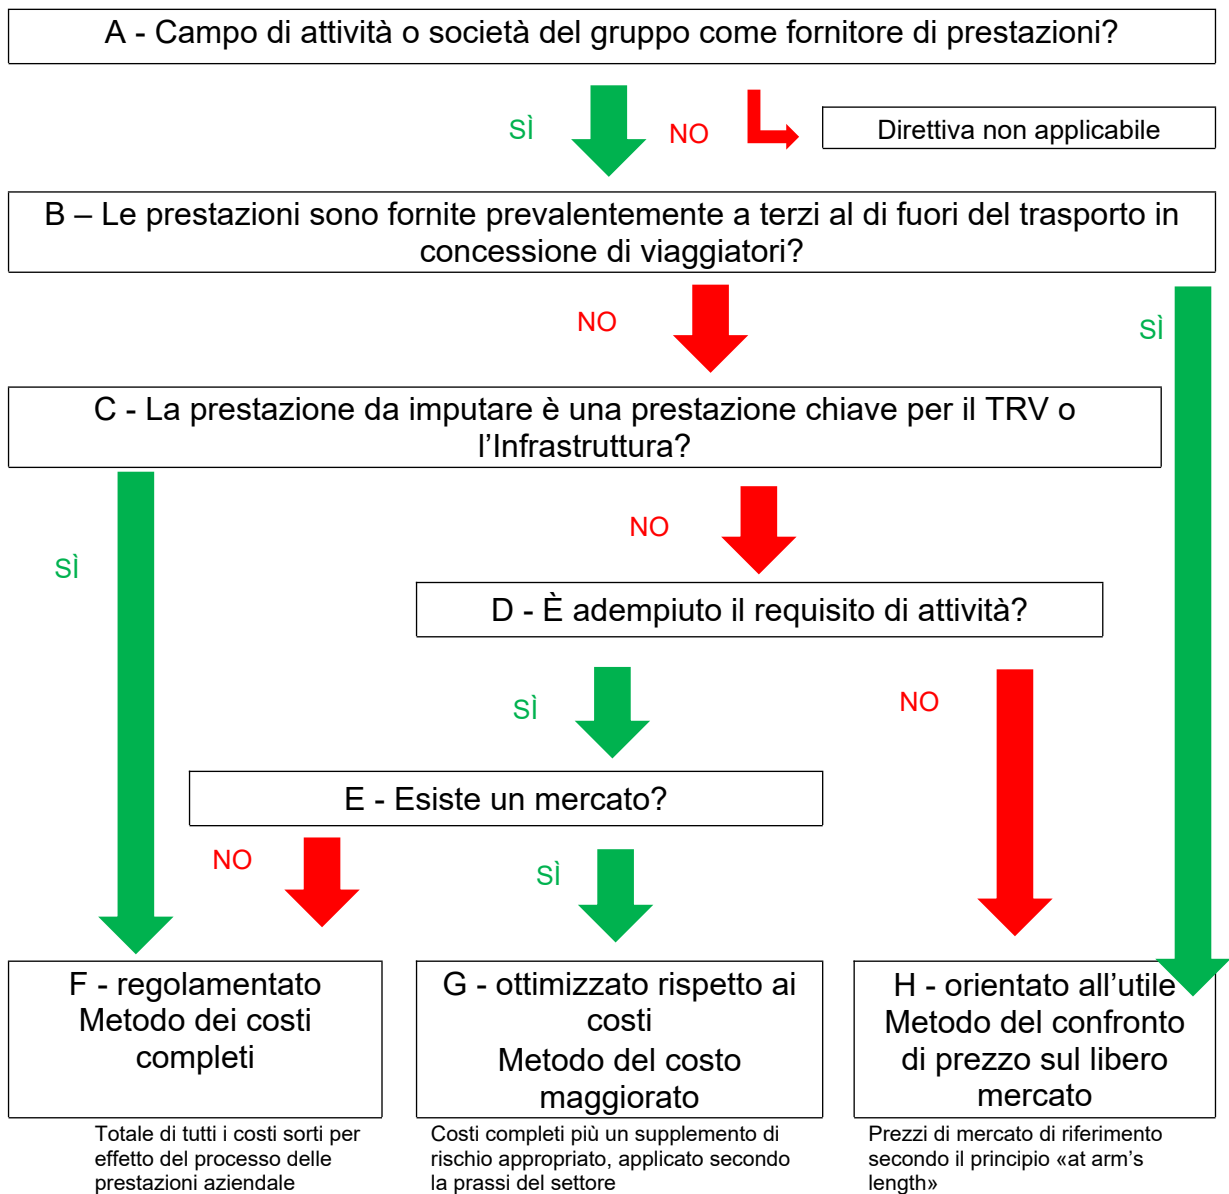 A - Campo di attività o società del gruppo come fornitore di prestazioni?
SÌ
NO
Direttiva non applicabile
B – Le prestazioni sono fornite prevalentemente a terzi al di fuori del trasporto in
concessione di viaggiatori?
NO
SÌ
C - La prestazione da imputare è una prestazione chiave per il TRV o
l’Infrastruttura?
NO
SÌ
D - È adempiuto il requisito di attività?
SÌ
NO
E - Esiste un mercato?
NO
SÌ
F - regolamentato
Metodo dei costi
completi
G - ottimizzato rispetto ai
costi
Metodo del costo
maggiorato
H - orientato all’utile
Metodo del confronto
di prezzo sul libero
mercato
Totale di tutti i costi sorti per
effetto del processo delle
prestazioni aziendale
Costi completi più un supplemento di
rischio appropriato, applicato secondo
la prassi del settore
Prezzi di mercato di riferimento
secondo il principio «at arm’s
length»